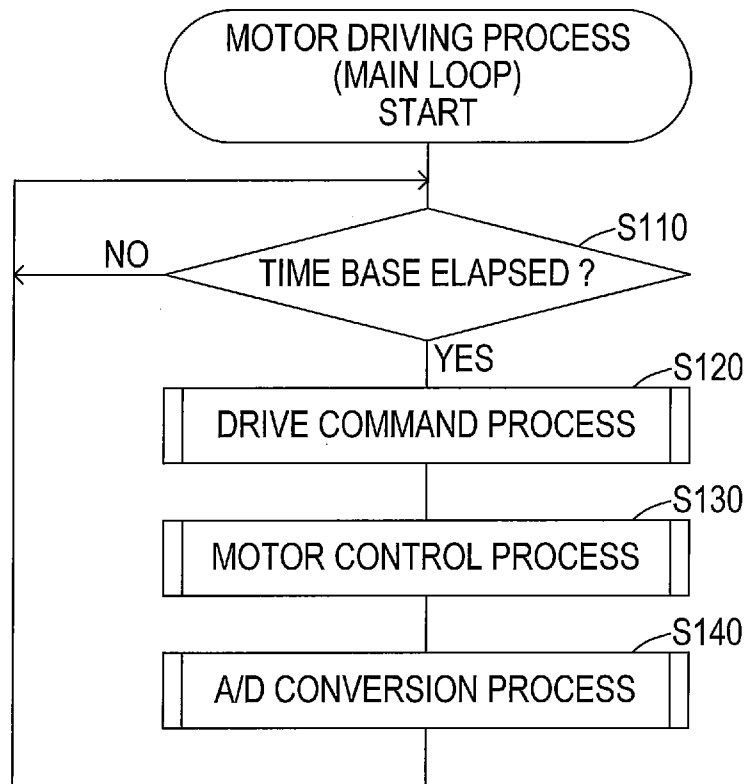 MOTOR DRIVING PROCESS
(MAIN LOOP)
START
S110
NO
TIME BASE ELAPSED ?
YES
S120
DRIVE COMMAND PROCESS
S130
MOTOR CONTROL PROCESS
S140
A/D CONVERSION PROCESS